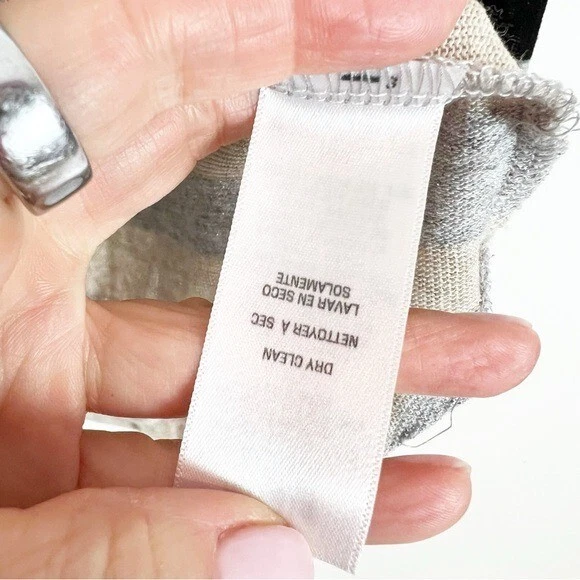 DRY CLEAN
NETTOYER À SEC
LAVAR EN SECO
SOLAMENTE